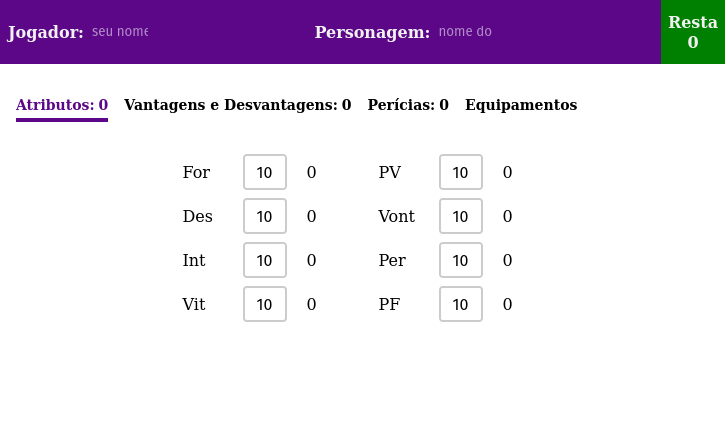 Jogador: seu nome Personagem: nome do Resta 0
Atributos: 0 Vantagens e Desvantagens: 0 Perícias: 0 Equipamentos
For 10 0 PV 10 0
Des 10 0 Vont 10 0
Int 10 0 Per 10 0
Vit 10 0 PF 10 0